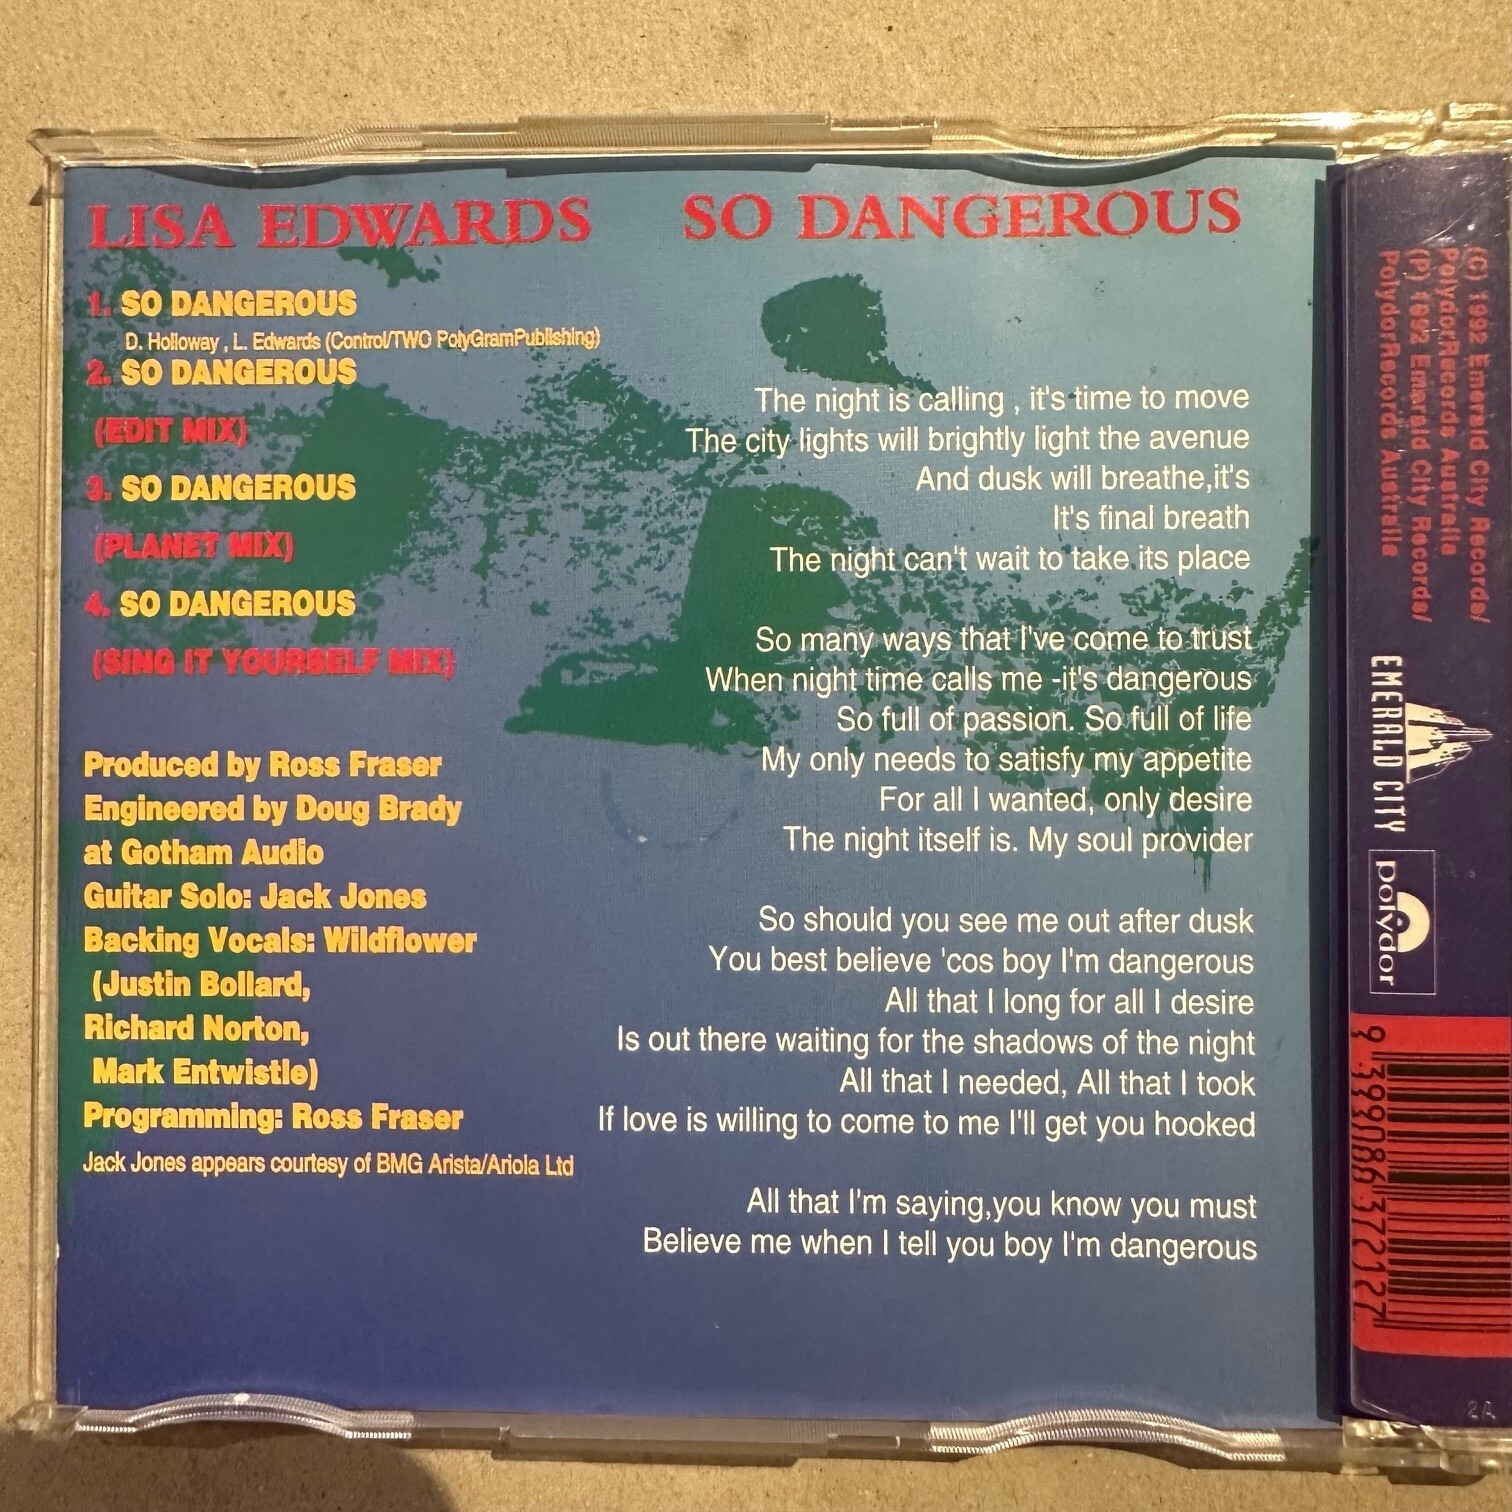 LISA EDWARDS SO DANGEROUS
1. SO DANGEROUS
D. Holloway , L. Edwards (Control/TWO PolyGramPublishing)
2. SO DANGEROUS
(EDIT MIX)
3. SO DANGEROUS
(PLANET MIX)
4. SO DANGEROUS
(SING IT YOURSELF MIX)
Produced by Ross Fraser
Engineered by Doug Brady
at Gotham Audio
Guitar Solo: Jack Jones
Backing Vocals: Wildflower
(Justin Bollard,
Richard Norton,
Mark Entwistle)
Programming: Ross Fraser
Jack Jones appears courtesy of BMG Arista/Ariola Ltd
The night is calling , it's time to move
The city lights will brightly light the avenue
And dusk will breathe,it's
It's final breath
The night can't wait to take its place
So many ways that I've come to trust
When night time calls me -it's dangerous
So full of passion. So full of life
My only needs to satisfy my appetite
For all I wanted, only desire
The night itself is. My soul provider
So should you see me out after dusk
You best believe 'cos boy I'm dangerous
All that I long for all I desire
Is out there waiting for the shadows of the night
All that I needed, All that I took
If love is willing to come to me I'll get you hooked
All that I'm saying,you know you must
Believe me when I tell you boy I'm dangerous
(C) 1992 Emerald City Records/
PolydorRecords Australia
(P) 1992 Emerald City Records/
PolydorRecords Australia
EMERALD CITY
polydor
9 399086 372127
2A